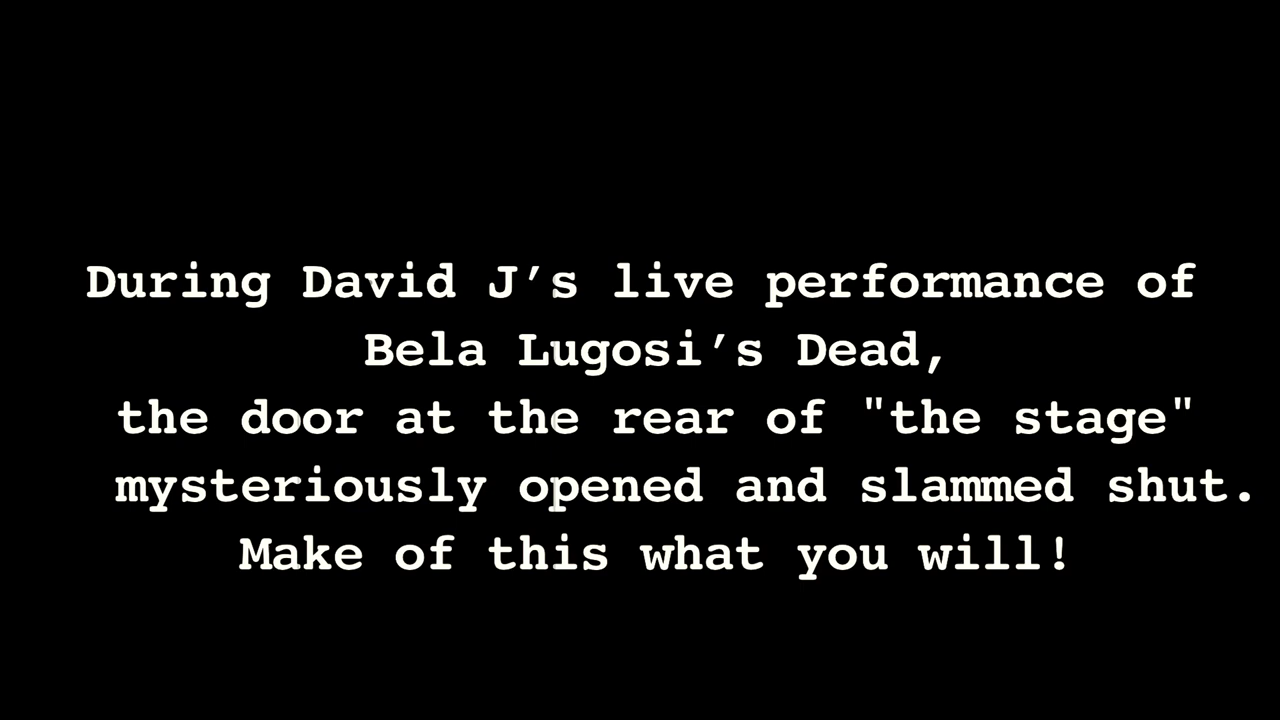 During David J’s live performance of
Bela Lugosi’s Dead,
the door at the rear of "the stage"
mysteriously opened and slammed shut.
Make of this what you will!